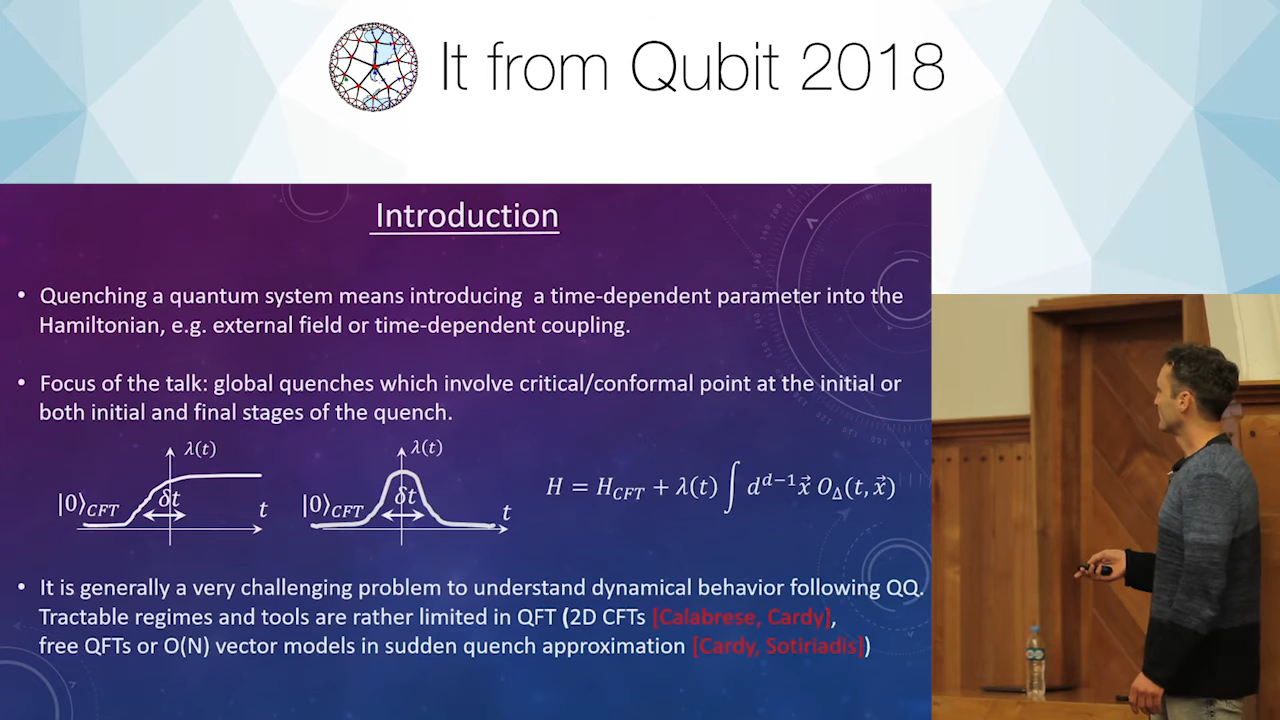 It from Qubit 2018
Introduction
• Quenching a quantum system means introducing a time-dependent parameter into the
Hamiltonian, e.g. external field or time-dependent coupling.
• Focus of the talk: global quenches which involve critical/conformal point at the initial or
both initial and final stages of the quench.
λ(t)
|0⟩CFT
δt
t
λ(t)
|0⟩CFT
δt
t
H = H_CFT + λ(t) ∫ d^{d−1}x⃗ O_Δ(t, x⃗)
• It is generally a very challenging problem to understand dynamical behavior following QQ.
Tractable regimes and tools are rather limited in QFT (2D CFTs [Calabrese, Cardy],
free QFTs or O(N) vector models in sudden quench approximation [Cardy, Sotiriadis])